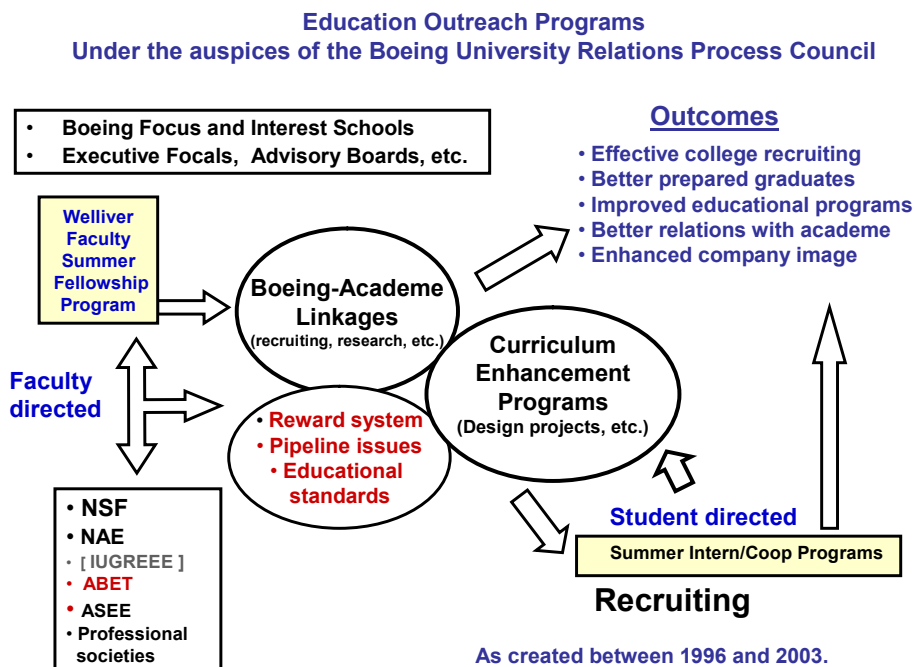 Education Outreach Programs
Under the auspices of the Boeing University Relations Process Council
• Boeing Focus and Interest Schools
• Executive Focals, Advisory Boards, etc.
Outcomes
• Effective college recruiting
• Better prepared graduates
• Improved educational programs
• Better relations with academe
• Enhanced company image
Welliver
Faculty
Summer
Fellowship
Program
Boeing-Academe
Linkages
(recruiting, research, etc.)
Curriculum
Enhancement
Programs
(Design projects, etc.)
Faculty
directed
• Reward system
• Pipeline issues
• Educational
standards
• NSF
• NAE
• [ IUGREEE ]
• ABET
• ASEE
• Professional
societies
Student directed
Summer Intern/Coop Programs
Recruiting
As created between 1996 and 2003.